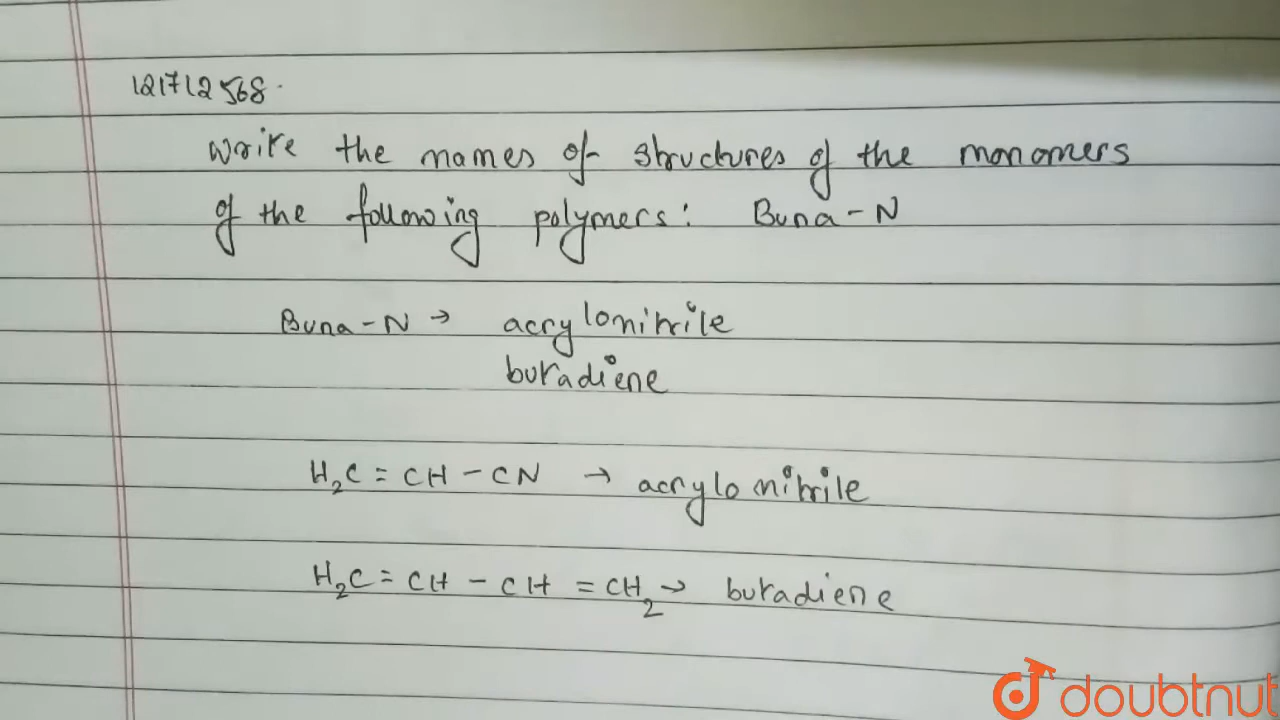 121712568.
Write the names of structures of the monomers
of the following polymers: Buna-N
Buna-N → acrylonitrile
butadiene
H₂C = CH - CN → acrylonitrile
H₂C = CH - CH = CH₂ → butadiene
doubtnut